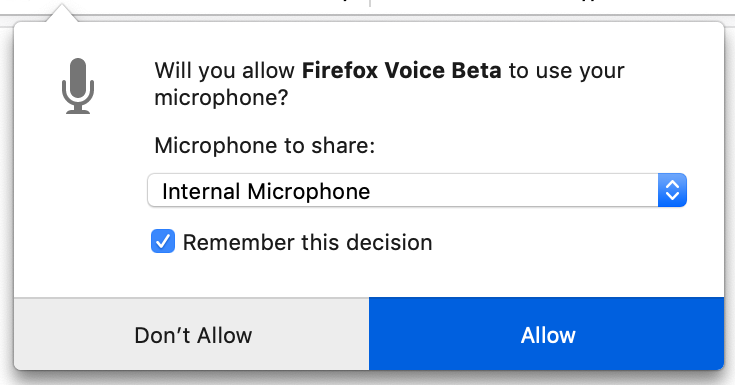 Will you allow Firefox Voice Beta to use your
microphone?
Microphone to share:
Internal Microphone
Remember this decision
Don’t Allow
Allow